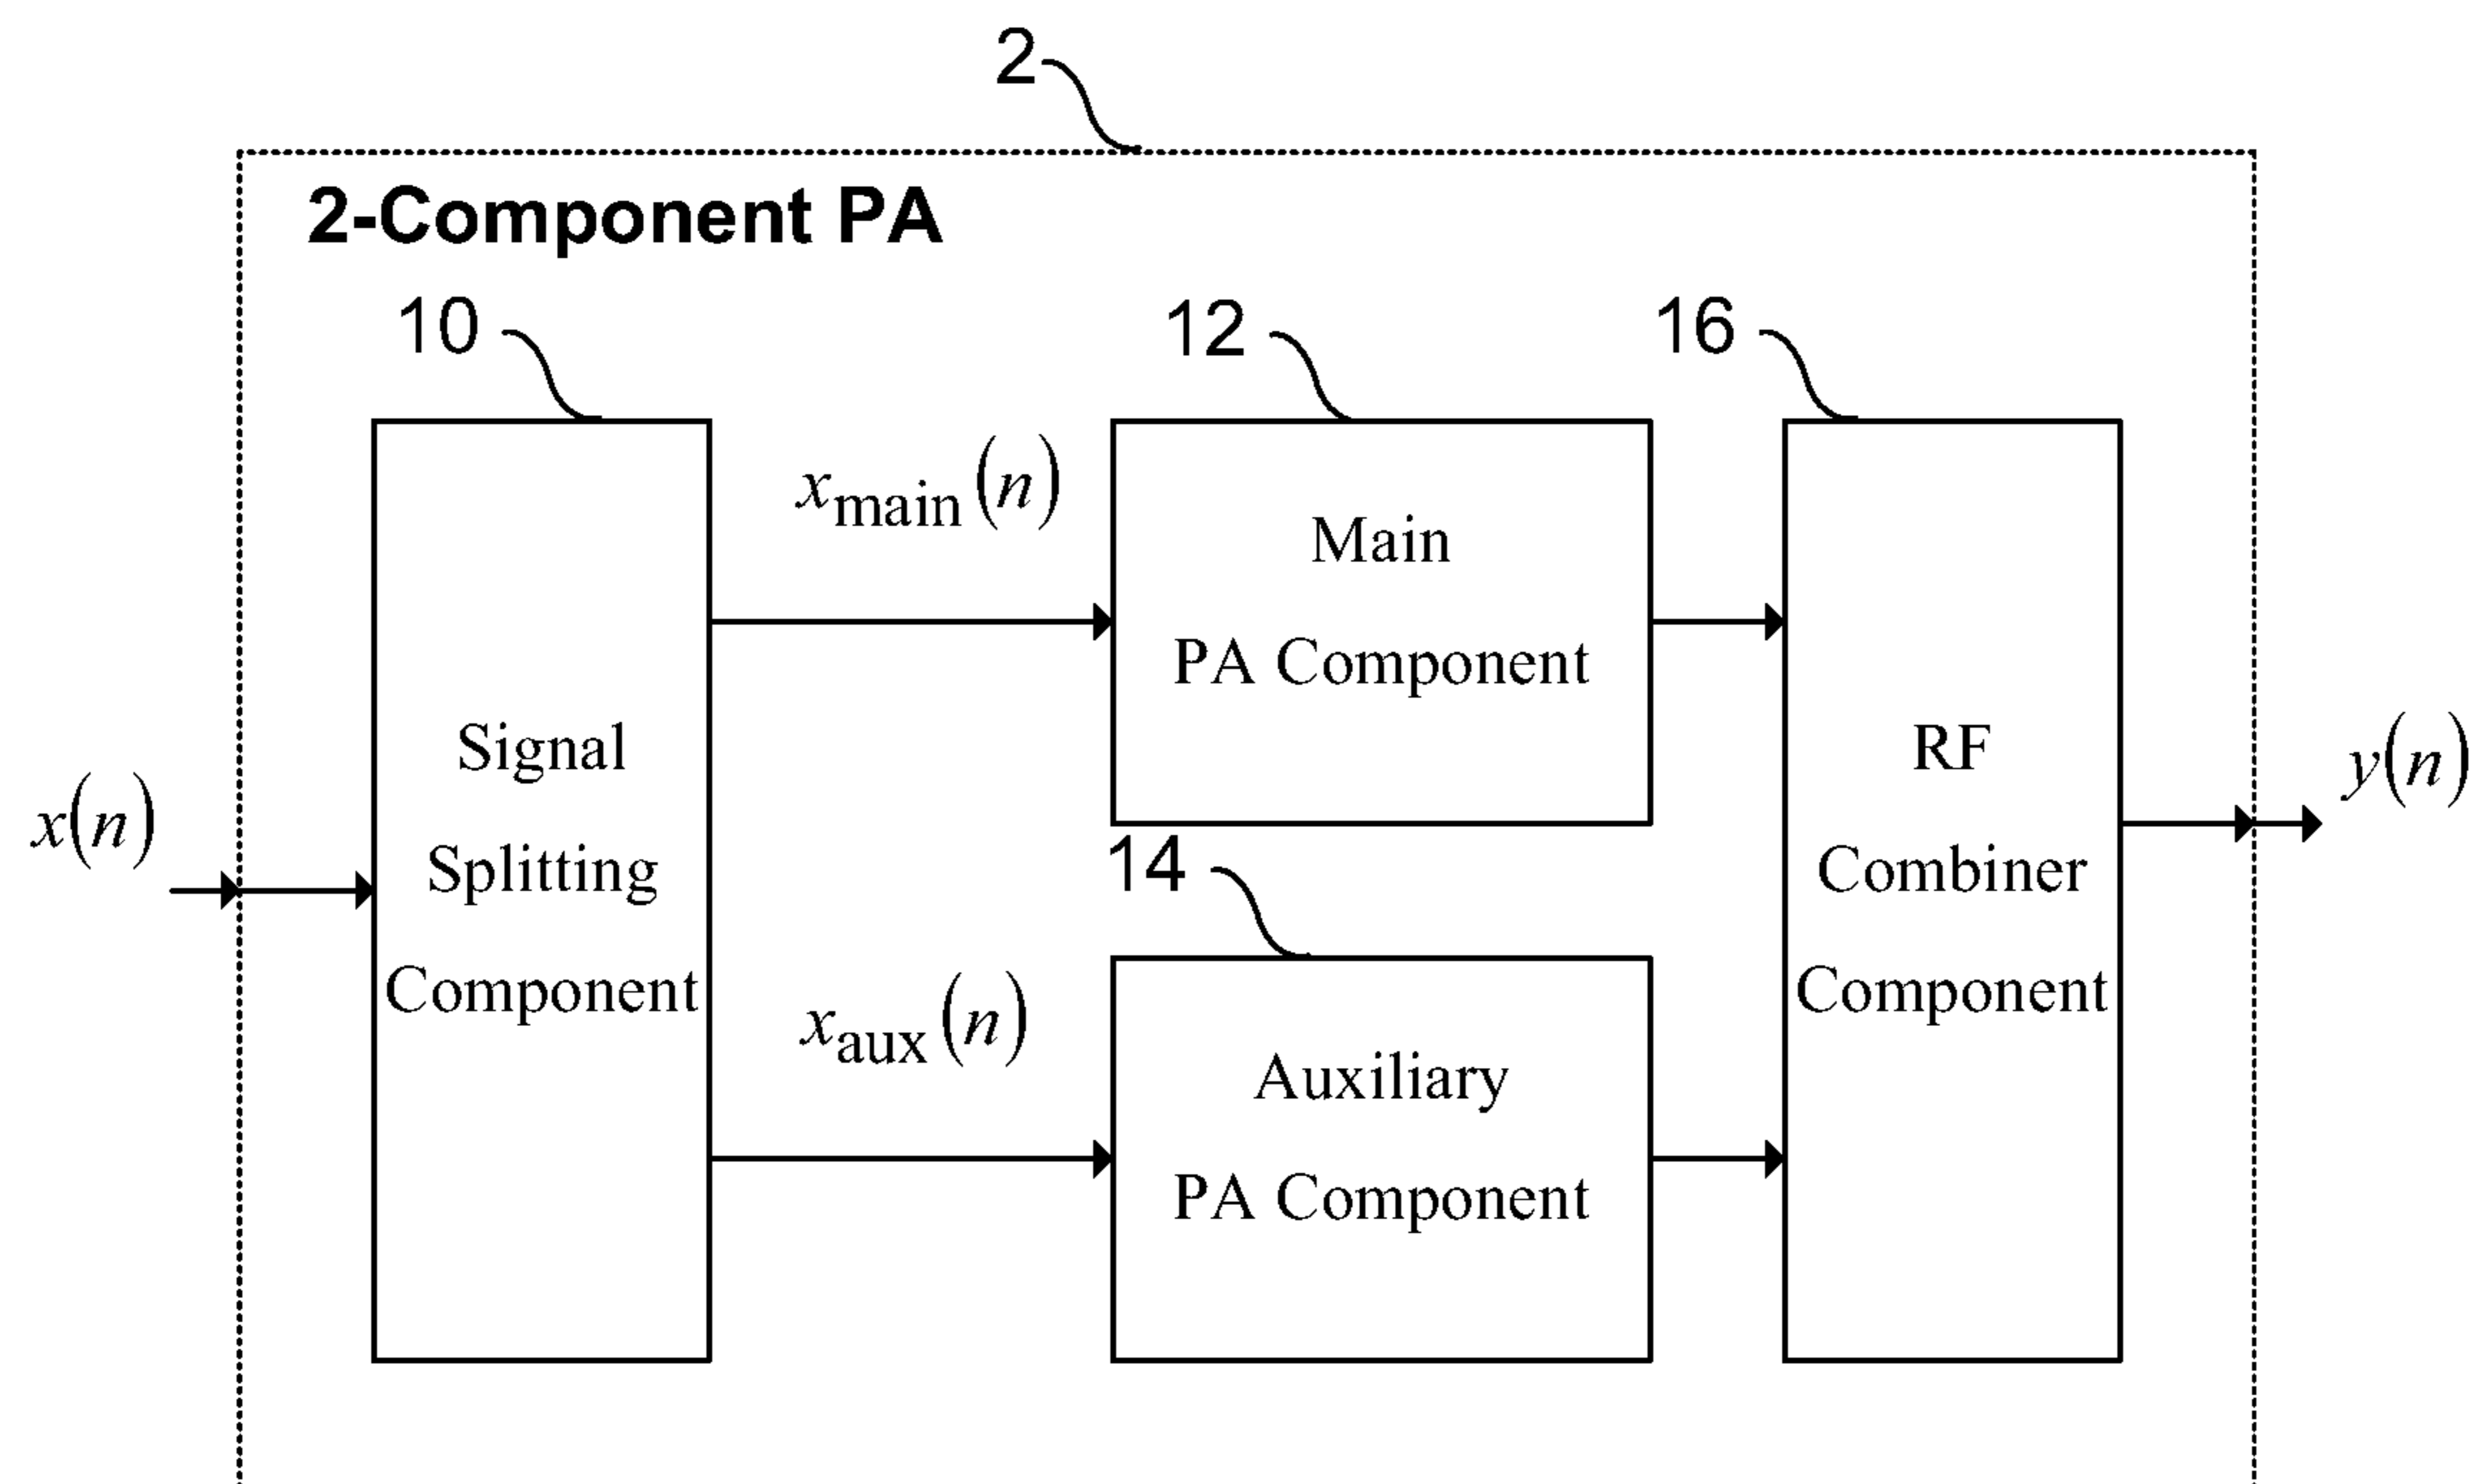 2
2-Component PA
10
12
16
x_main(n)
Main
PA Component
Signal
Splitting
Component
RF
Combiner
Component
x(n)
y(n)
14
x_aux(n)
Auxiliary
PA Component